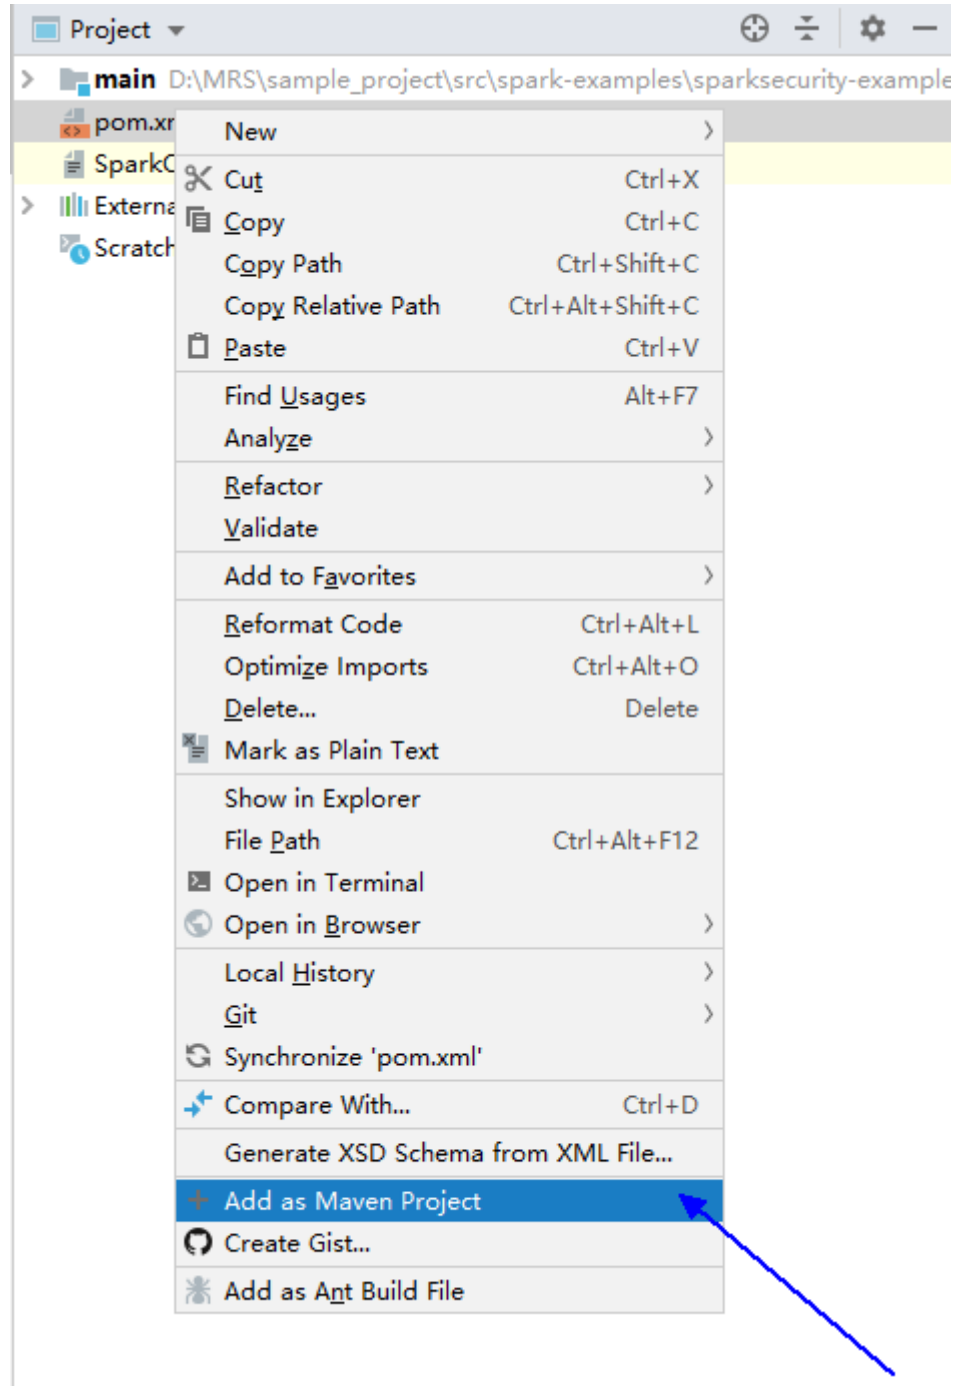 Project
main D:\MRS\sample_project\src\spark-examples\sparksecurity-example
pom.xm
New
SparkC
Cut Ctrl+X
Externa
Copy Ctrl+C
Scratch
Copy Path Ctrl+Shift+C
Copy Relative Path Ctrl+Alt+Shift+C
Paste Ctrl+V
Find Usages Alt+F7
Analyze
Refactor
Validate
Add to Favorites
Reformat Code Ctrl+Alt+L
Optimize Imports Ctrl+Alt+O
Delete... Delete
Mark as Plain Text
Show in Explorer
File Path Ctrl+Alt+F12
Open in Terminal
Open in Browser
Local History
Git
Synchronize 'pom.xml'
Compare With... Ctrl+D
Generate XSD Schema from XML File...
Add as Maven Project
Create Gist...
Add as Ant Build File